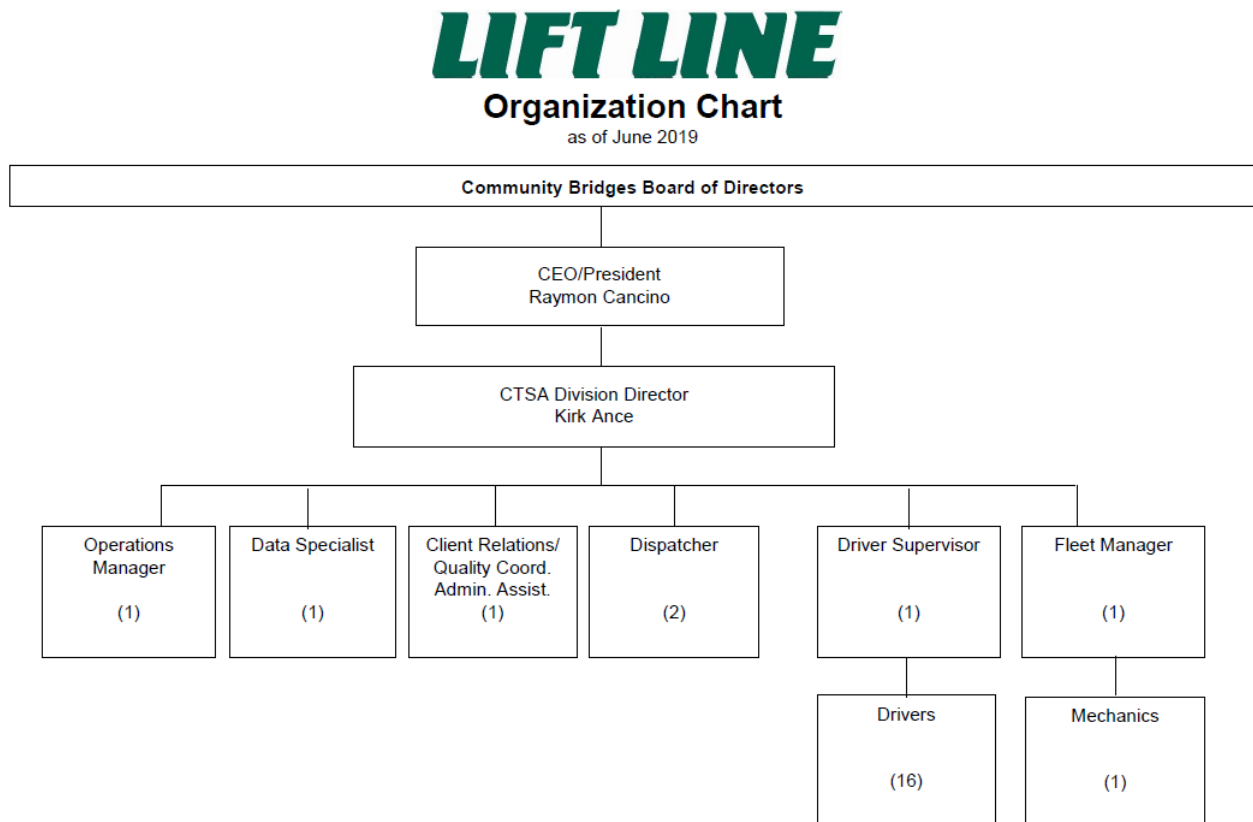 LIFT LINE
Organization Chart
as of June 2019
Community Bridges Board of Directors
CEO/President
Raymon Cancino
CTSA Division Director
Kirk Ance
Operations
Manager
(1)
Data Specialist
(1)
Client Relations/
Quality Coord.
Admin. Assist.
(1)
Dispatcher
(2)
Driver Supervisor
(1)
Fleet Manager
(1)
Drivers
(16)
Mechanics
(1)